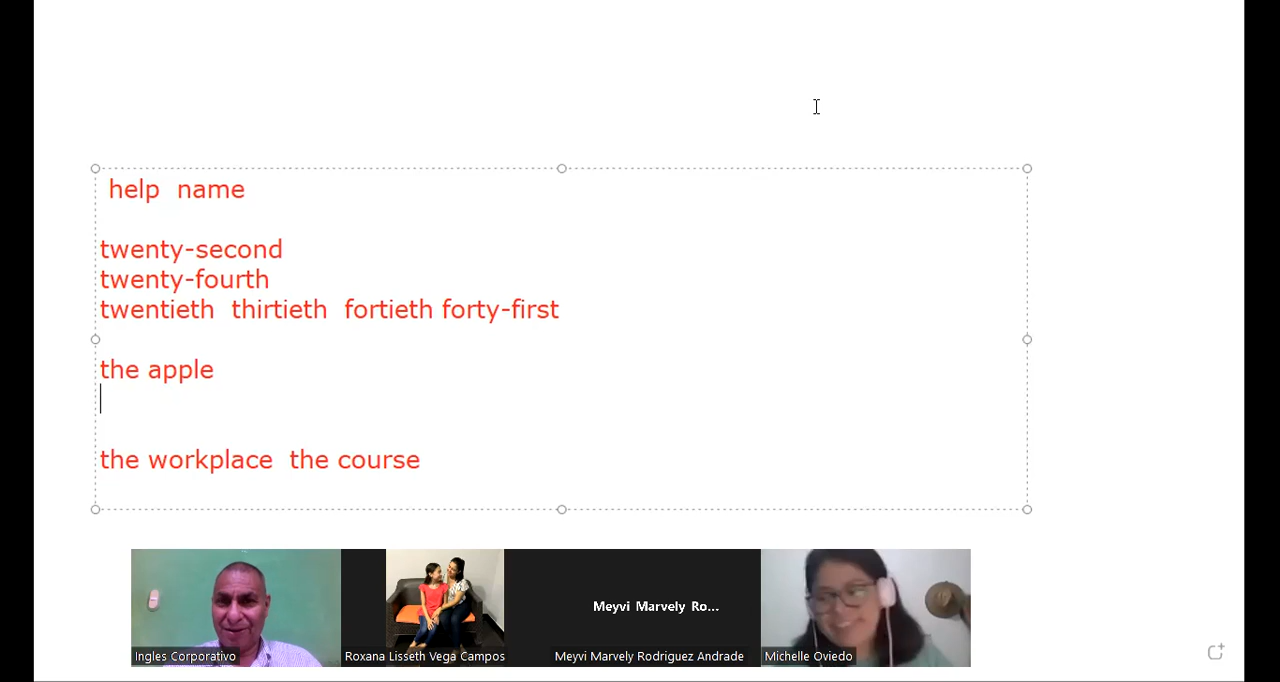 help name
twenty-second
twenty-fourth
twentieth thirtieth fortieth forty-first
the apple
the workplace the course
Meyvi Marvely Ro...
Ingles Corporativo
Roxana Lisseth Vega Campos
Meyvi Marvely Rodriguez Andrade
Michelle Oviedo